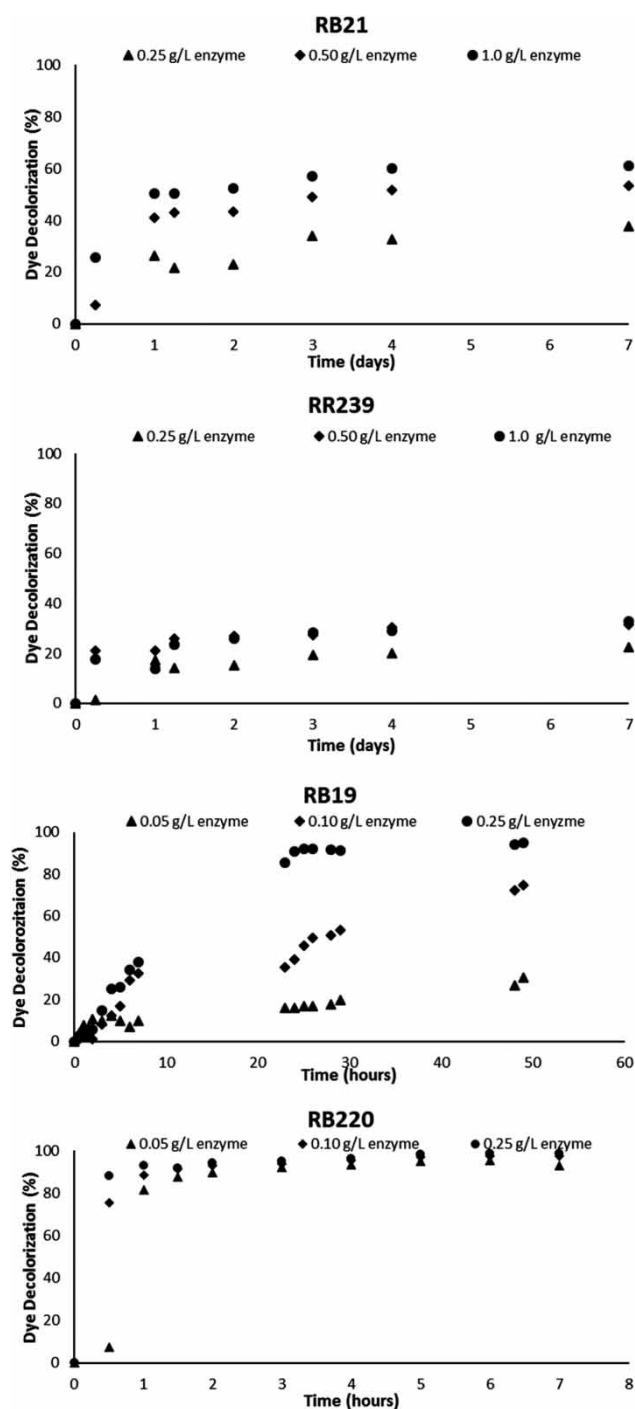 RB21
0.25 g/L enzyme 0.50 g/L enzyme 1.0 g/L enzyme
Dye Decolorization (%)
100
80
60
40
20
0
0 1 2 3 4 5 6 7
Time (days)
RR239
0.25 g/L enzyme 0.50 g/L enzyme 1.0 g/L enzyme
Dye Decolorization (%)
100
80
60
40
20
0
0 1 2 3 4 5 6 7
Time (days)
RB19
0.05 g/L enzyme 0.10 g/L enzyme 0.25 g/L enyzme
Dye Decolorozitaion (%)
100
80
60
40
20
0
0 10 20 30 40 50 60
Time (hours)
RB220
0.05 g/L enzyme 0.10 g/L enzyme 0.25 g/L enzyme
Dye Decolorization (%)
100
80
60
40
20
0
0 1 2 3 4 5 6 7 8
Time (hours)